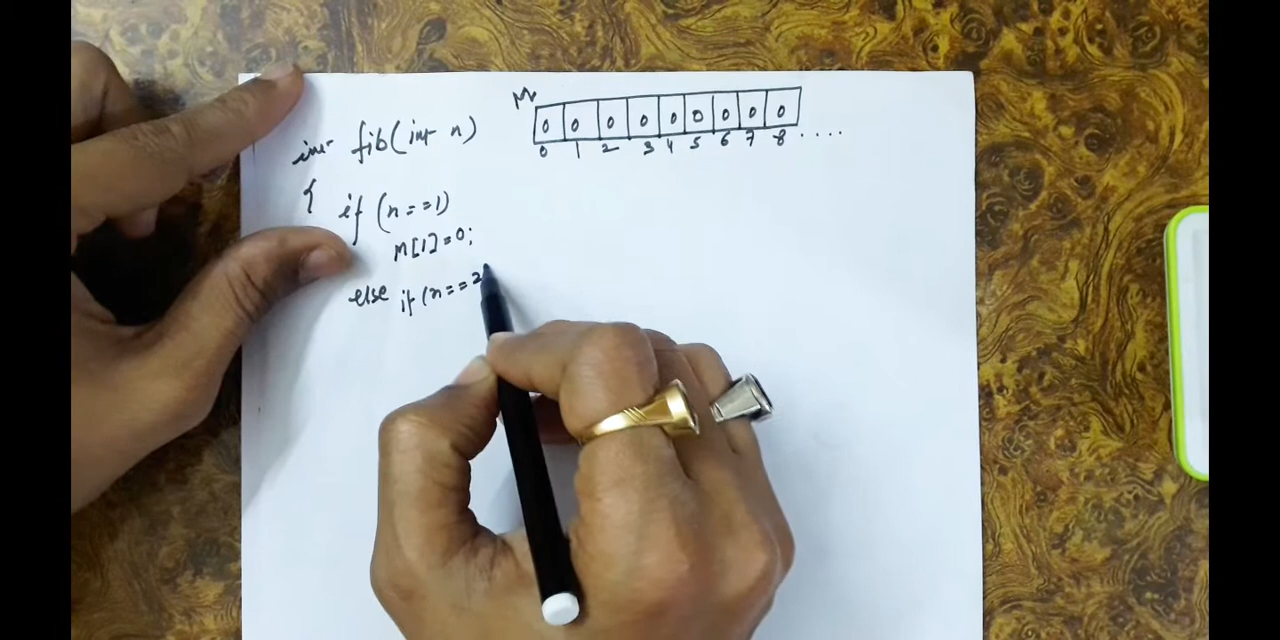 M
0 0 0 0 0 0 0 0 0
0 1 2 3 4 5 6 7 8 ....
int fib(int n)
{ if (n==1)
M[1]=0;
else if (n==2